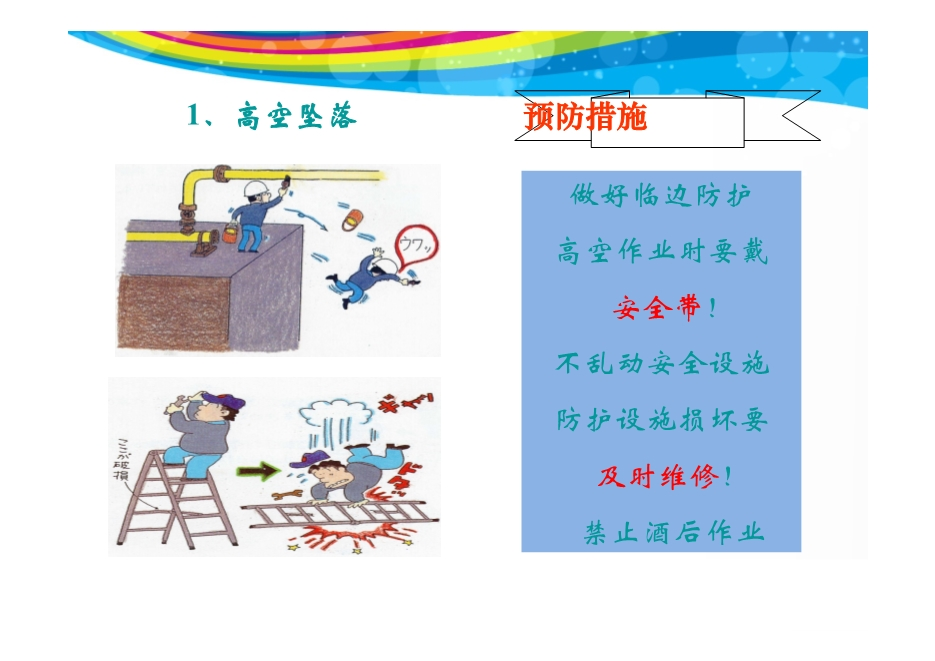 1、高空坠落
预防措施
ウワッ
ここが
破損
做好临边防护
高空作业时要戴
安全带！
不乱动安全设施
防护设施损坏要
及时维修！
禁止酒后作业